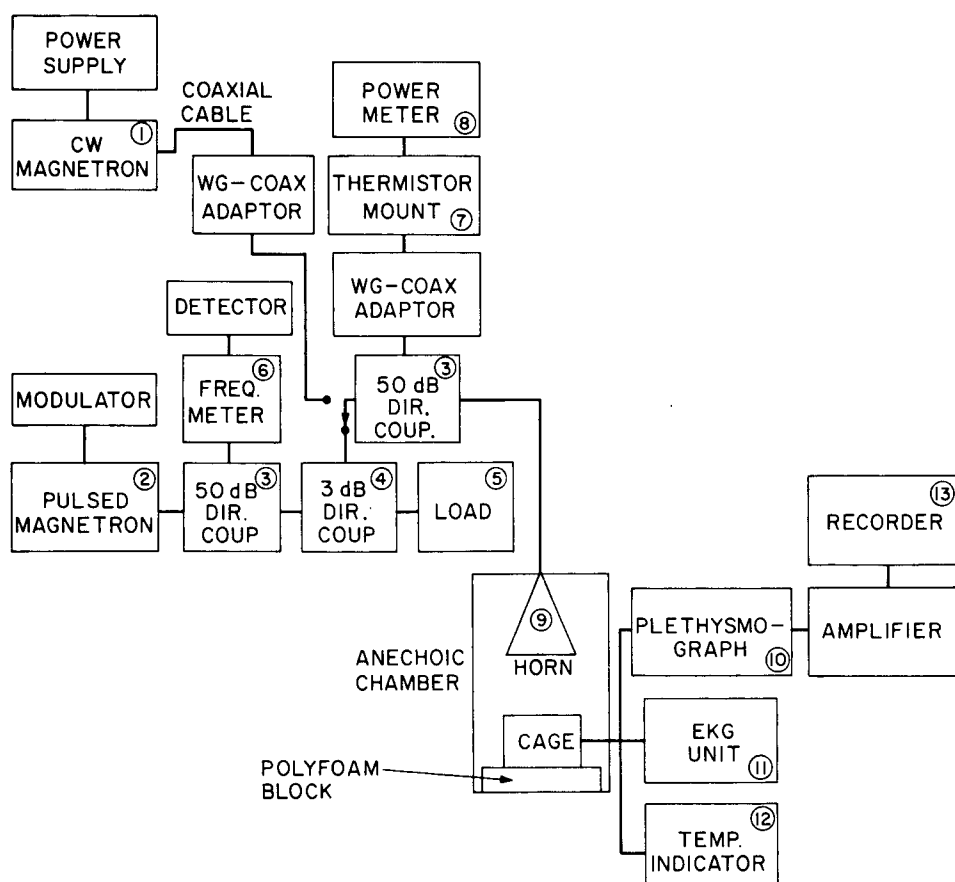 POWER
SUPPLY
COAXIAL
CABLE
①
CW
MAGNETRON
WG-COAX
ADAPTOR
POWER
METER
⑧
THERMISTOR
MOUNT
⑦
WG-COAX
ADAPTOR
DETECTOR
⑥
FREQ.
METER
③
50 dB
DIR.
COUP.
MODULATOR
②
PULSED
MAGNETRON
③
50 dB
DIR.
COUP
④
3 dB
DIR.
COUP
⑤
LOAD
⑬
RECORDER
ANECHOIC
CHAMBER
⑨
HORN
PLETHYSMO-
GRAPH
⑩
AMPLIFIER
CAGE
EKG
UNIT
⑪
POLYFOAM
BLOCK
⑫
TEMP.
INDICATOR